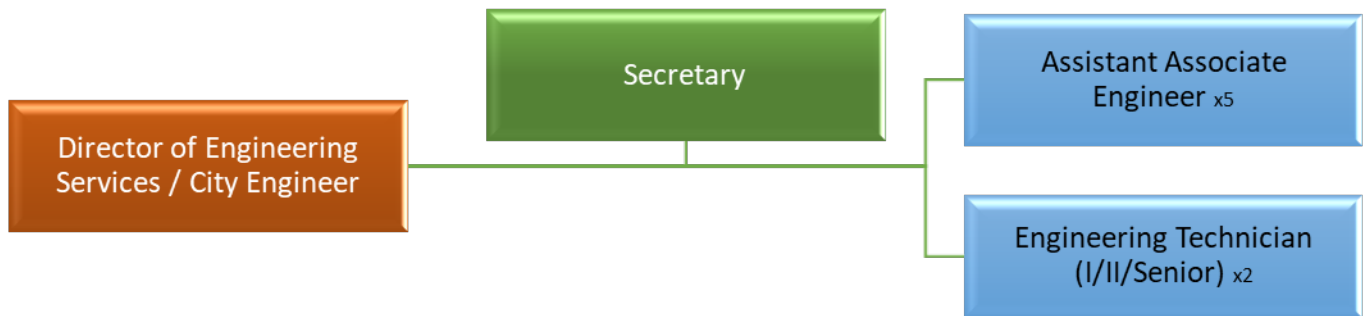 Secretary
Director of Engineering
Services / City Engineer
Assistant Associate
Engineer x5
Engineering Technician
(I/II/Senior) x2